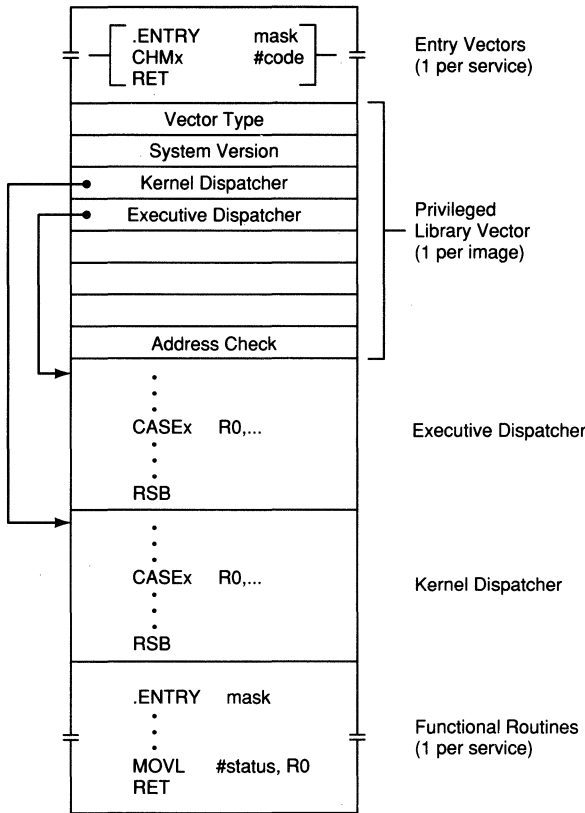 .ENTRY mask
CHMx #code
RET
Entry Vectors
(1 per service)
Vector Type
System Version
Kernel Dispatcher
Executive Dispatcher
Privileged
Library Vector
(1 per image)
Address Check
CASEx R0,...
RSB
Executive Dispatcher
CASEx R0,...
RSB
Kernel Dispatcher
.ENTRY mask
MOVL #status, R0
RET
Functional Routines
(1 per service)